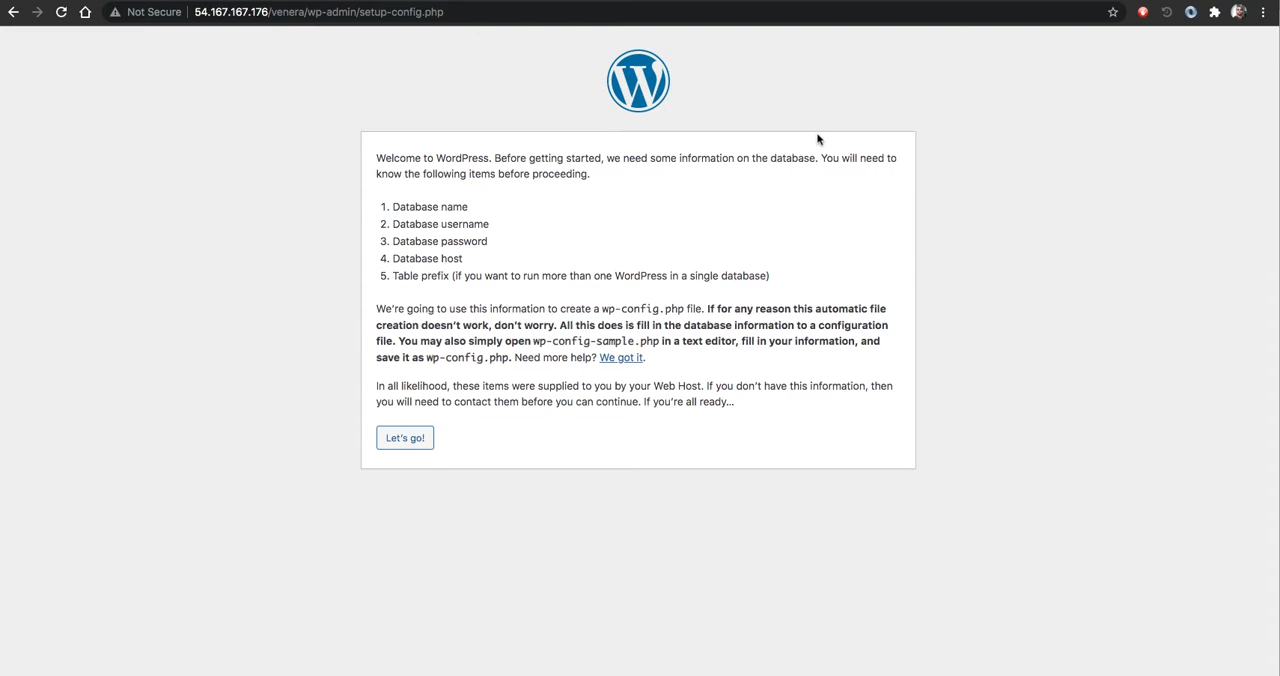 Not Secure
54.167.167.176/venera/wp-admin/setup-config.php
W
Welcome to WordPress. Before getting started, we need some information on the database. You will need to
know the following items before proceeding.
1. Database name
2. Database username
3. Database password
4. Database host
5. Table prefix (if you want to run more than one WordPress in a single database)
We’re going to use this information to create a wp-config.php file. If for any reason this automatic file
creation doesn’t work, don’t worry. All this does is fill in the database information to a configuration
file. You may also simply open wp-config-sample.php in a text editor, fill in your information, and
save it as wp-config.php. Need more help? We got it.
In all likelihood, these items were supplied to you by your Web Host. If you don’t have this information, then
you will need to contact them before you can continue. If you’re all ready…
Let’s go!